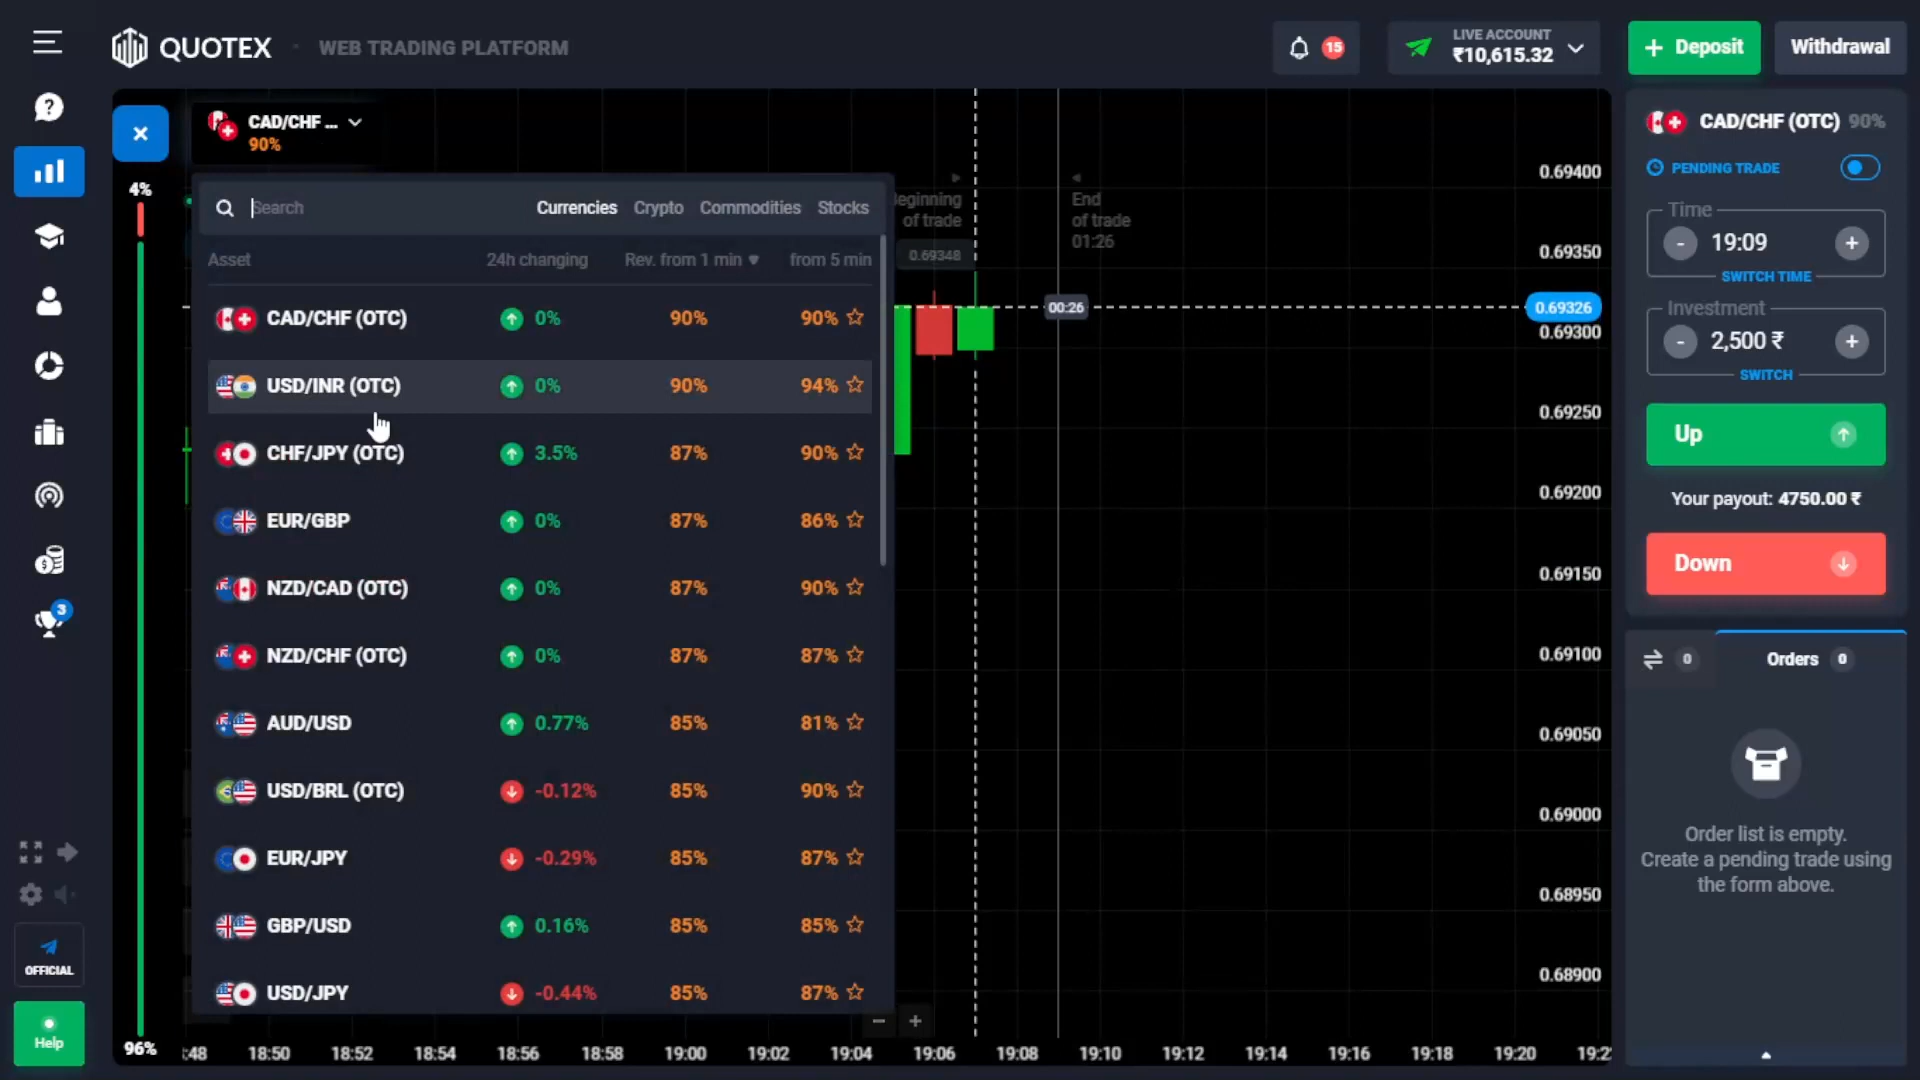 QUOTEX
WEB TRADING PLATFORM
15
LIVE ACCOUNT
₹10,615.32
+ Deposit
Withdrawal
CAD/CHF ...
90%
4%
96%
Search
Currencies
Crypto
Commodities
Stocks
Asset
24h changing
Rev. from 1 min
from 5 min
CAD/CHF (OTC) 0% 90% 90%
USD/INR (OTC) 0% 90% 94%
CHF/JPY (OTC) 3.5% 87% 90%
EUR/GBP 0% 87% 86%
NZD/CAD (OTC) 0% 87% 90%
NZD/CHF (OTC) 0% 87% 87%
AUD/USD 0.77% 85% 81%
USD/BRL (OTC) -0.12% 85% 90%
EUR/JPY -0.29% 85% 87%
GBP/USD 0.16% 85% 85%
USD/JPY -0.44% 85% 87%
of trade
0.69348
End
of trade
01:26
00:26
0.69400
0.69350
0.69326
0.69300
0.69250
0.69200
0.69150
0.69100
0.69050
0.69000
0.68950
0.68900
:48 18:50 18:52 18:54 18:56 18:58 19:00 19:02 19:04 19:06 19:08 19:10 19:12 19:14 19:16 19:18 19:20 19:2
CAD/CHF (OTC) 90%
PENDING TRADE
Time
- 19:09 +
SWITCH TIME
Investment
- 2,500 ₹ +
SWITCH
Up
Your payout: 4750.00 ₹
Down
0
Orders 0
Order list is empty.
Create a pending trade using
the form above.
3
OFFICIAL
Help